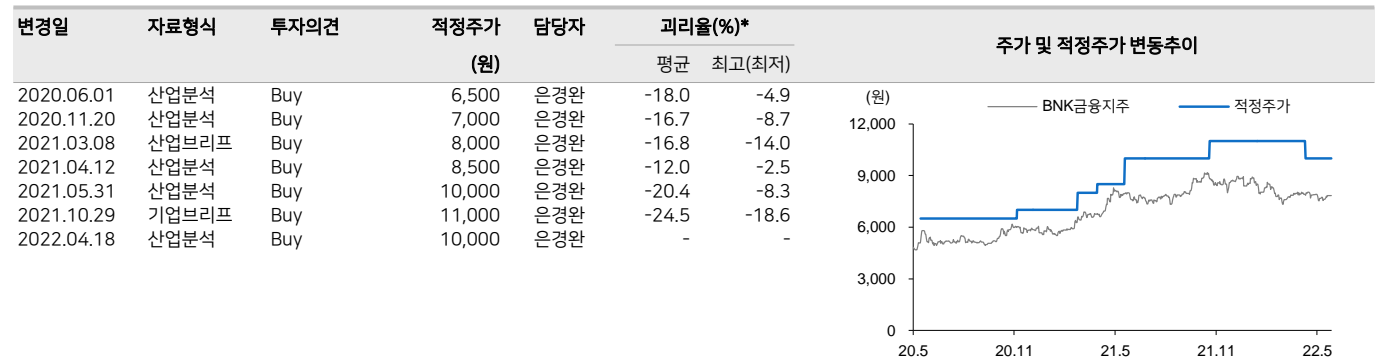 변경일 자료형식 투자의견 적정주가 담당자 괴리율(%)* 주가 및 적정주가 변동추이
(원) 평균 최고(최저)
2020.06.01 산업분석 Buy 6,500 은경완 -18.0 -4.9
2020.11.20 산업분석 Buy 7,000 은경완 -16.7 -8.7
2021.03.08 산업브리프 Buy 8,000 은경완 -16.8 -14.0
2021.04.12 산업분석 Buy 8,500 은경완 -12.0 -2.5
2021.05.31 산업분석 Buy 10,000 은경완 -20.4 -8.3
2021.10.29 기업브리프 Buy 11,000 은경완 -24.5 -18.6
2022.04.18 산업분석 Buy 10,000 은경완 - -
(원) BNK금융지주 적정주가
12,000
9,000
6,000
3,000
0
20.5 20.11 21.5 21.11 22.5